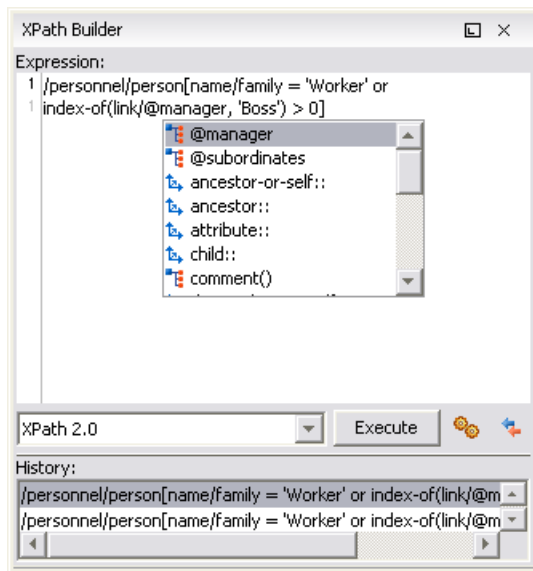 XPath Builder
Expression:
1 /personnel/person[name/family = 'Worker' or
1 index-of(link/@manager, 'Boss') > 0]
@manager
@subordinates
ancestor-or-self::
ancestor::
attribute::
child::
comment()
XPath 2.0
Execute
History:
/personnel/person[name/family = 'Worker' or index-of(link/@m
/personnel/person[name/family = 'Worker' or index-of(link/@m